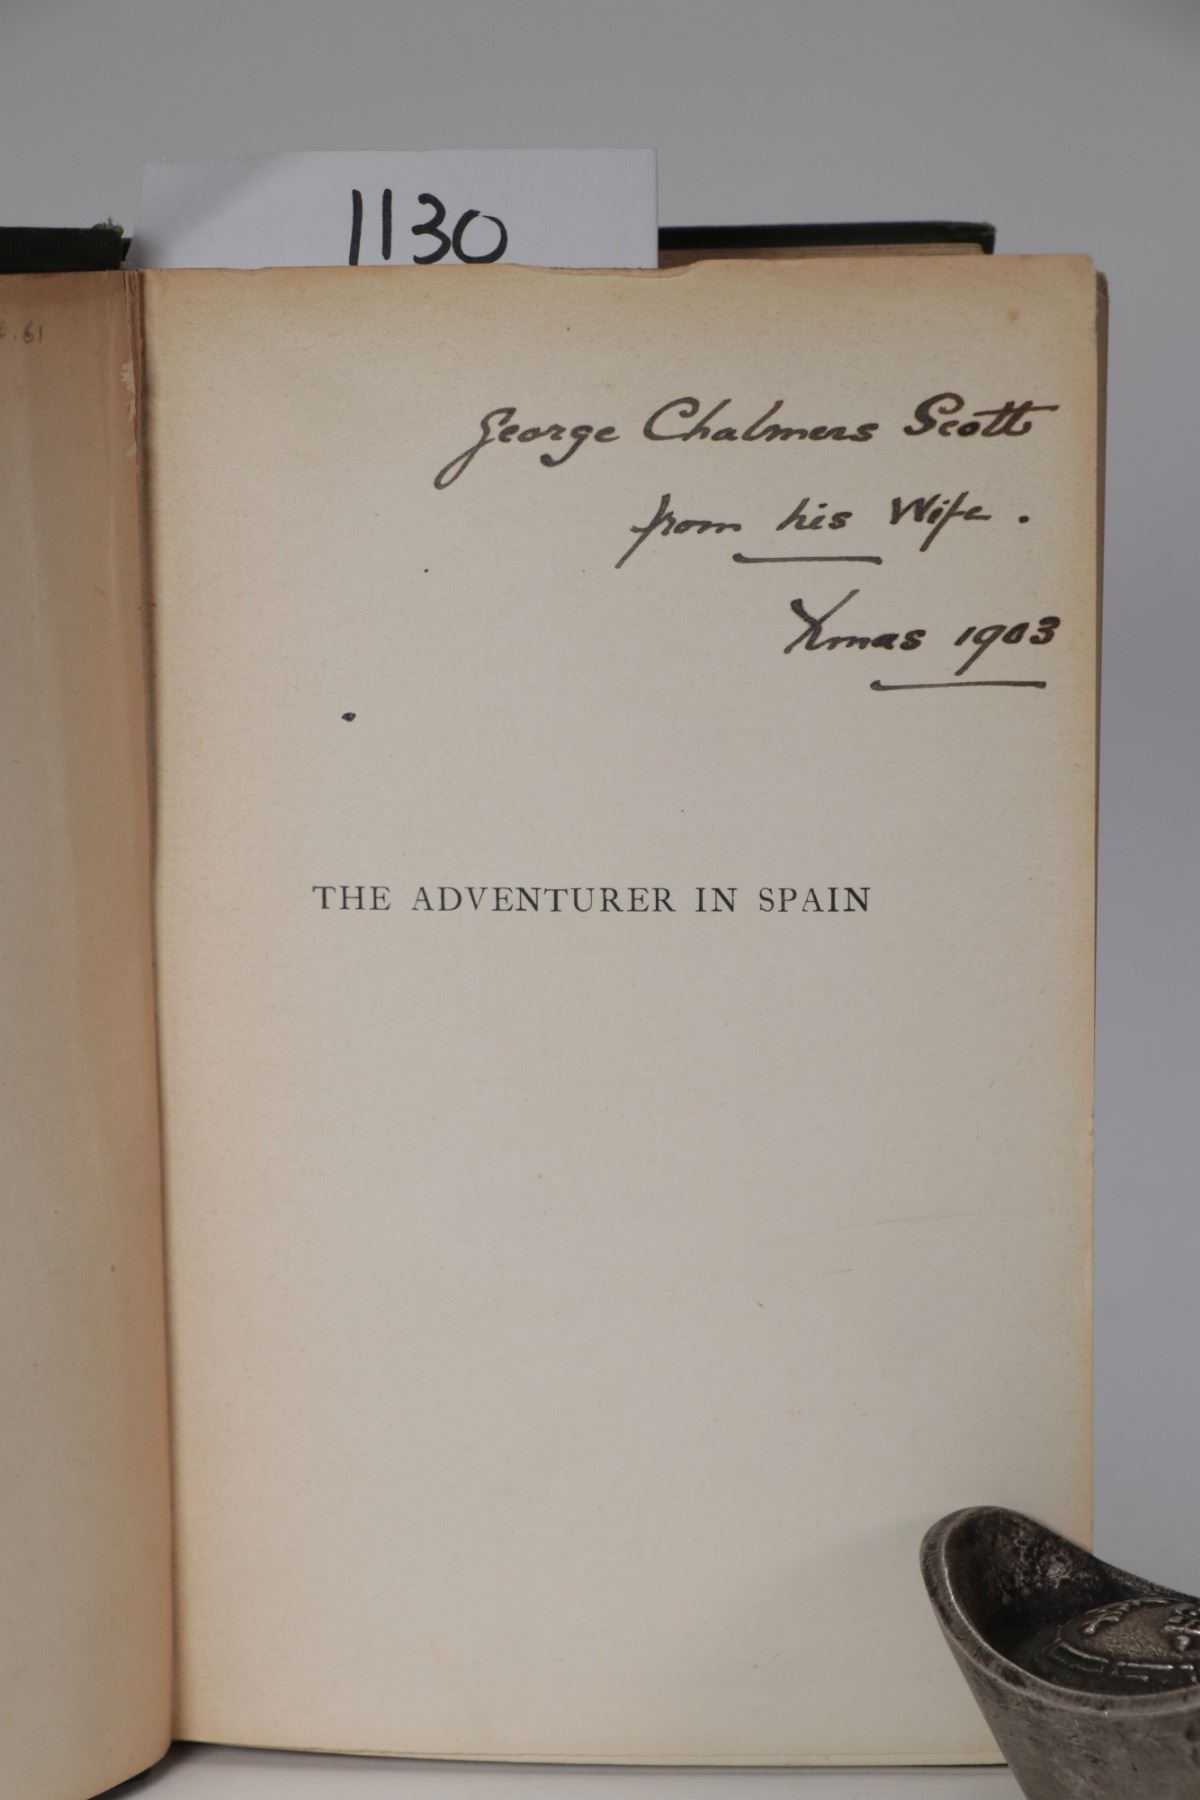 1130
George Chalmers Scott
from his Wife.
Xmas 1903
THE ADVENTURER IN SPAIN